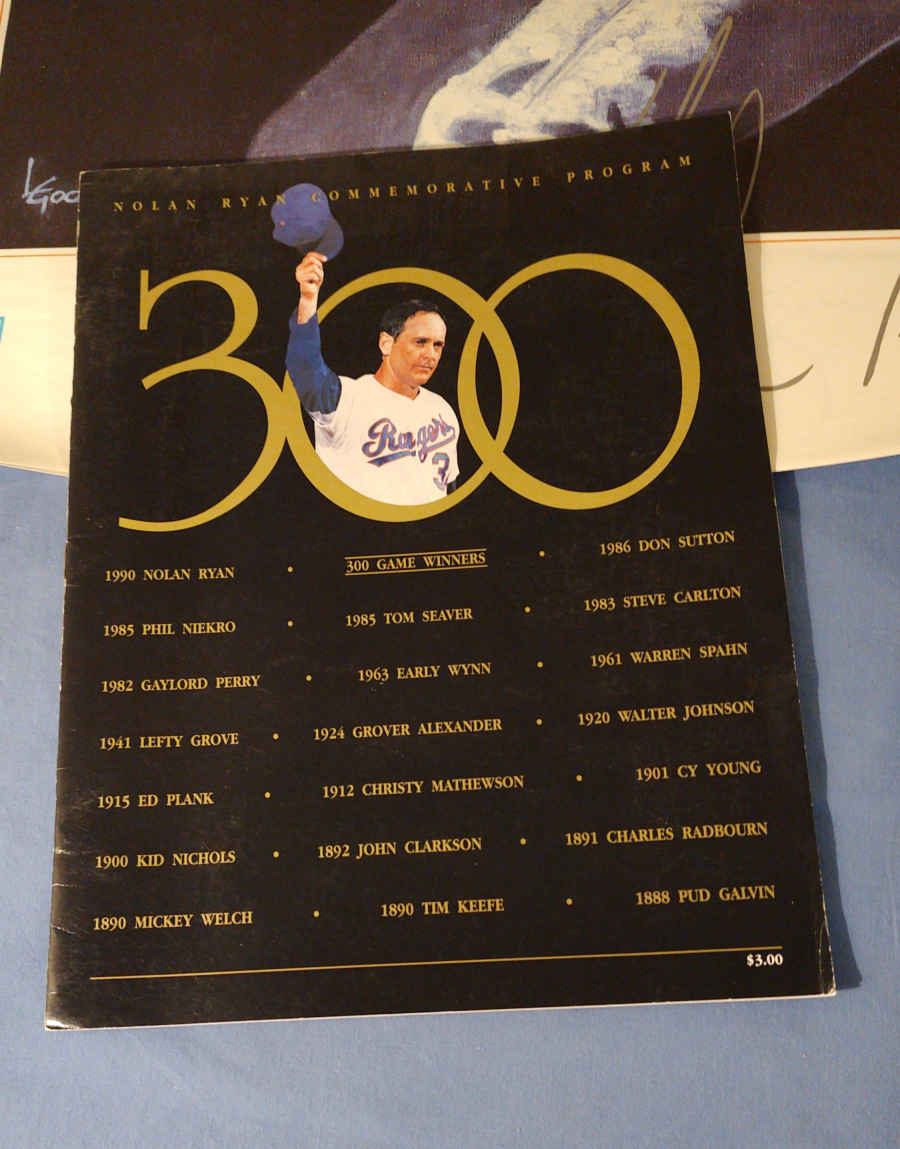 NOLAN RYAN COMMEMORATIVE PROGRAM
300
Rangers
3
1990 NOLAN RYAN • 300 GAME WINNERS • 1986 DON SUTTON
1985 PHIL NIEKRO • 1985 TOM SEAVER • 1983 STEVE CARLTON
1982 GAYLORD PERRY • 1963 EARLY WYNN • 1961 WARREN SPAHN
1941 LEFTY GROVE • 1924 GROVER ALEXANDER • 1920 WALTER JOHNSON
1915 ED PLANK • 1912 CHRISTY MATHEWSON • 1901 CY YOUNG
1900 KID NICHOLS • 1892 JOHN CLARKSON • 1891 CHARLES RADBOURN
1890 MICKEY WELCH • 1890 TIM KEEFE • 1888 PUD GALVIN
$3.00